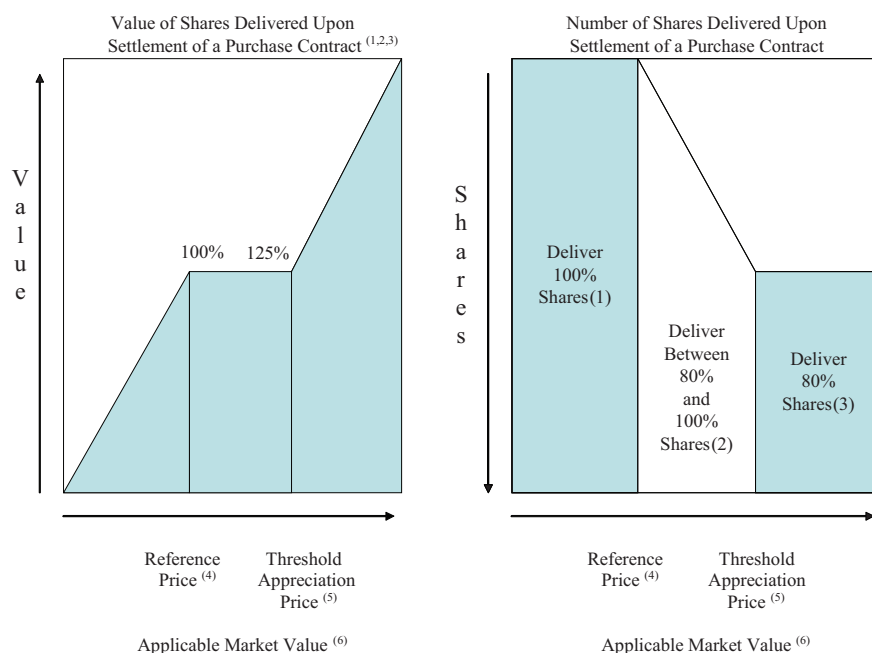 Value of Shares Delivered Upon
Settlement of a Purchase Contract (1,2,3)
Value
100%
125%
Reference
Price (4)
Threshold
Appreciation
Price (5)
Applicable Market Value (6)
Number of Shares Delivered Upon
Settlement of a Purchase Contract
Shares
Deliver
100%
Shares(1)
Deliver
Between
80%
and
100%
Shares(2)
Deliver
80%
Shares(3)
Reference
Price (4)
Threshold
Appreciation
Price (5)
Applicable Market Value (6)